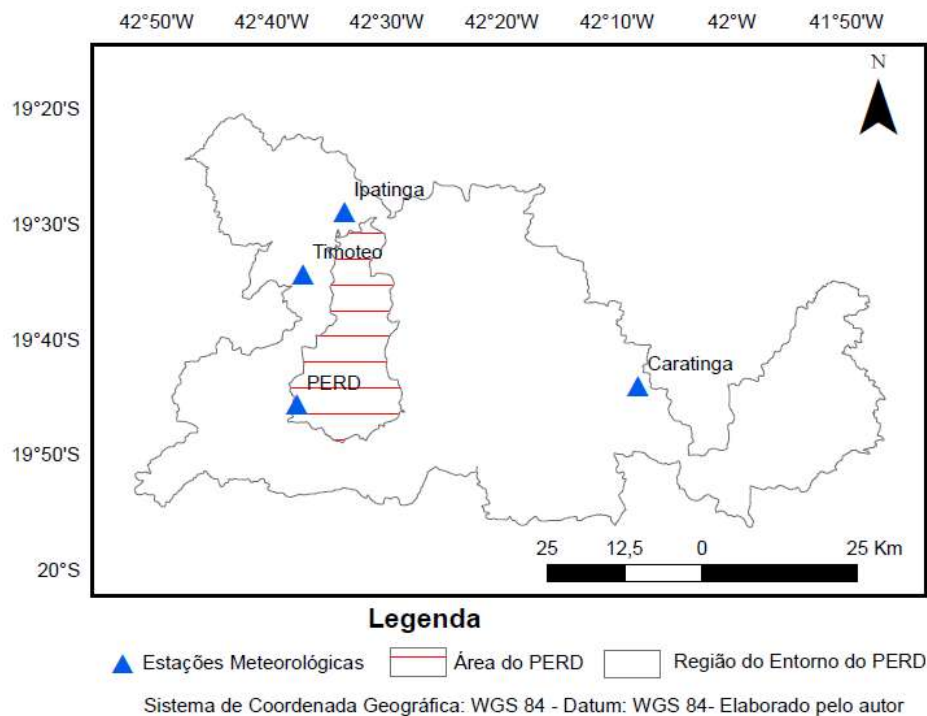 42°50'W 42°40'W 42°30'W 42°20'W 42°10'W 42°W 41°50'W
N
19°20'S
Ipatinga
19°30'S
Timoteo
19°40'S
Caratinga
PERD
19°50'S
25 12,5 0 25 Km
20°S
Legenda
Estações Meteorológicas Área do PERD Região do Entorno do PERD
Sistema de Coordenada Geográfica: WGS 84 - Datum: WGS 84- Elaborado pelo autor